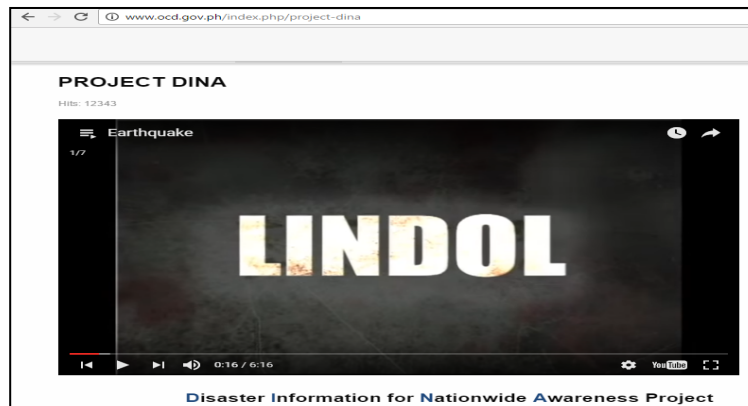 www.ocd.gov.ph/index.php/project-dina
PROJECT DINA
Hits: 12343
Earthquake
1/7
LINDOL
0:16 / 6:16
YouTube
Disaster Information for Nationwide Awareness Project